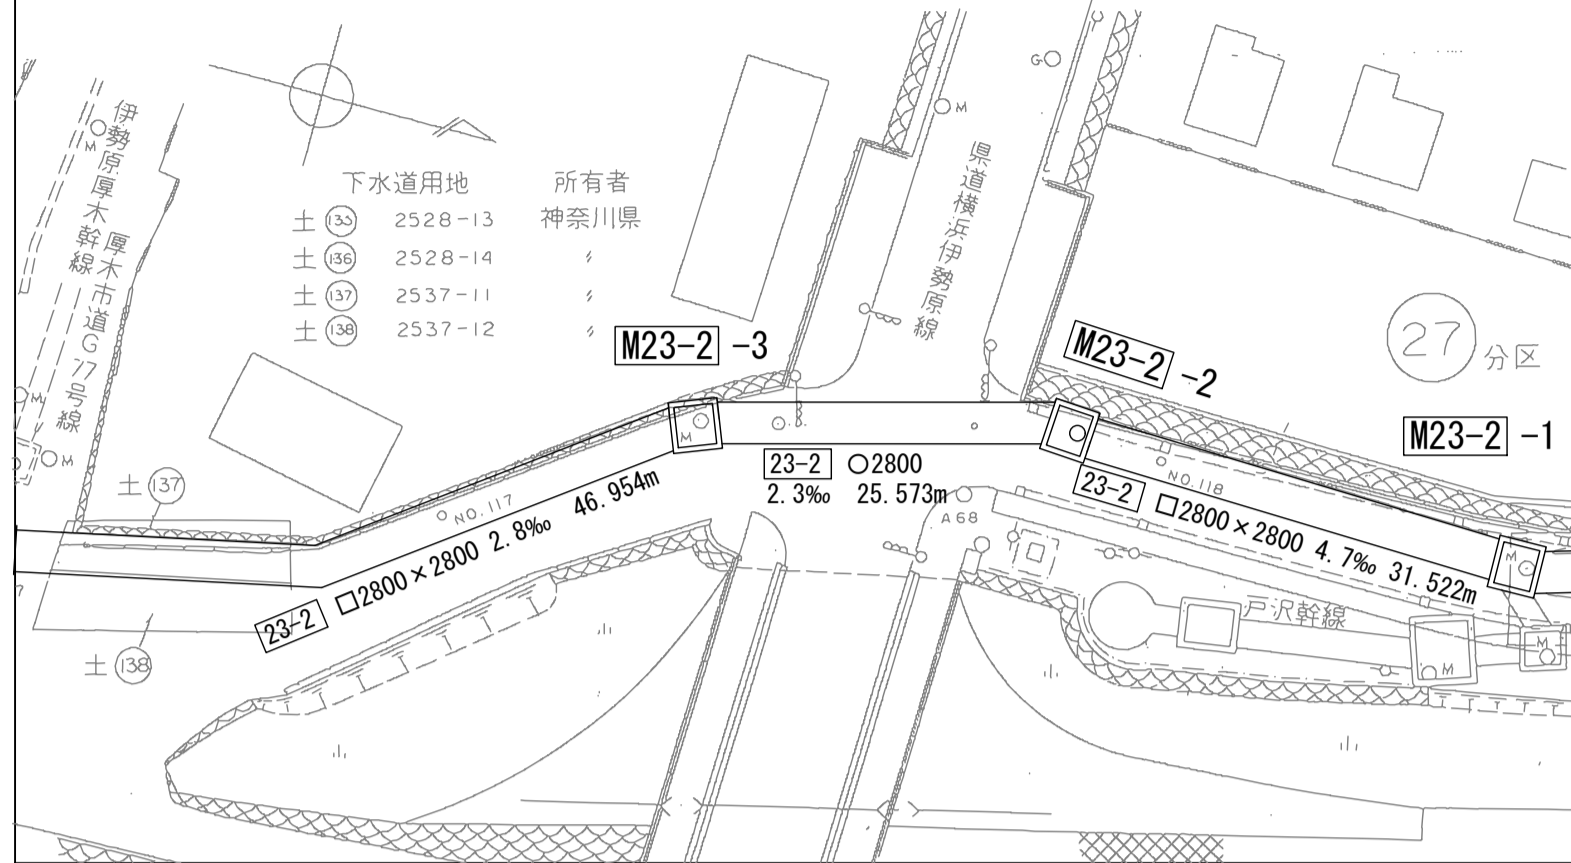 伊勢原厚木幹線
厚木市道G77号線
下水道用地 所有者
土 135 2528-13 神奈川県
土 136 2528-14 〃
土 137 2537-11 〃
土 138 2537-12 〃
県道横浜伊勢原線
G
M
M
M
M
M23-2 -3
M23-2 -2
M23-2 -1
27 分区
土 137
土 138
NO.117
23-2 □2800×2800 2.8‰ 46.954m
M
23-2 ○2800
2.3‰ 25.573m
A68
NO.118
23-2 □2800×2800 4.7‰ 31.522m
M
戸沢幹線
M
M